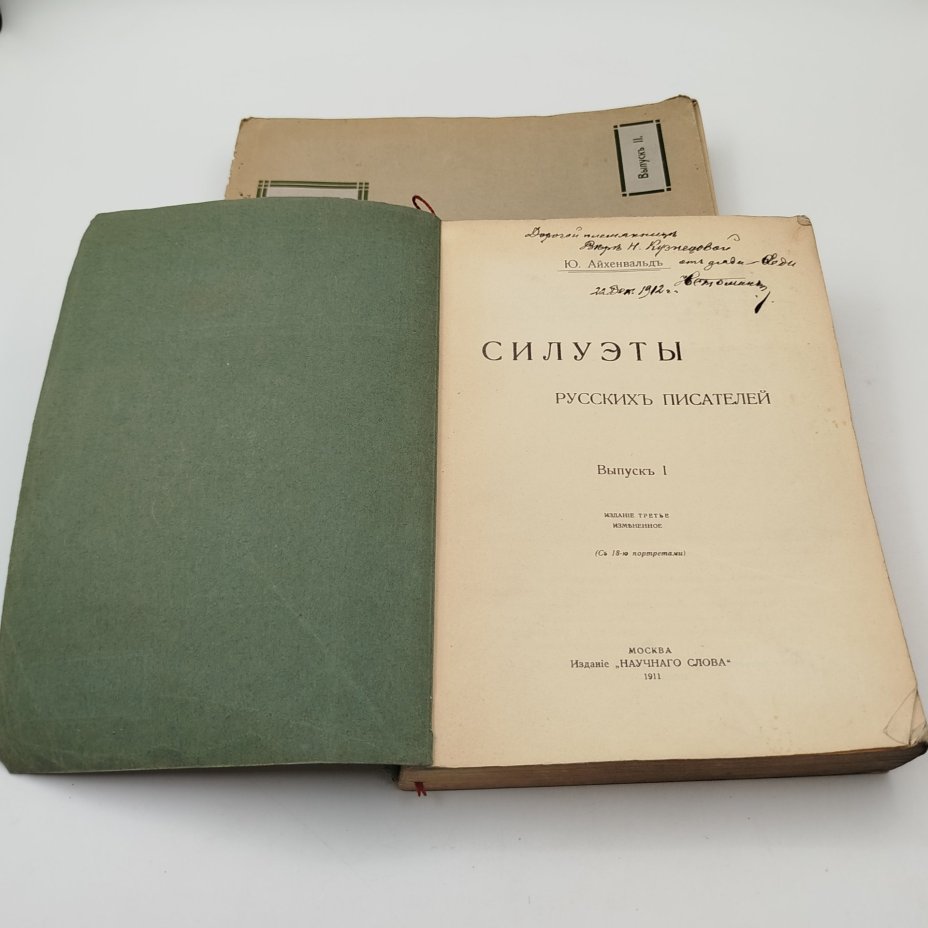 Выпускъ II.
Дорогой племянницѣ
Вѣрѣ Н. Кузнецовой
Ю. Айхенвальдъ
отъ дяди Феди
22 Дек. 1912 г.
СИЛУЭТЫ
РУССКИХЪ ПИСАТЕЛЕЙ
Выпускъ I
ИЗДАНІЕ ТРЕТЬЕ
ИЗМѢНЕННОЕ
(Съ 18-ю портретами)
МОСКВА
Изданіе „НАУЧНАГО СЛОВА“
1911